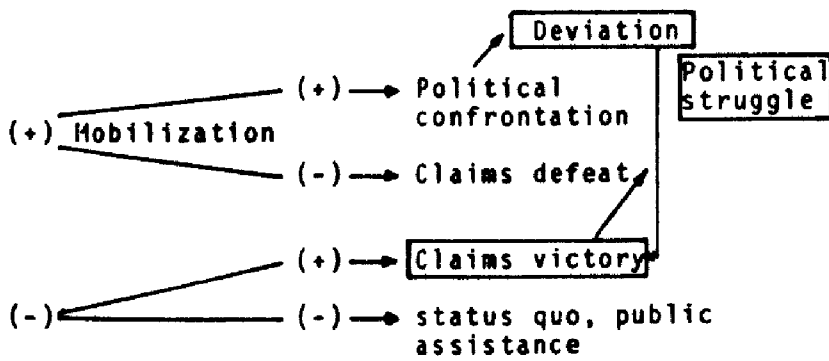 Deviation
Political
struggle
(+) Political
confrontation
(+) Mobilization
(-) Claims defeat
(+) Claims victory
(-) (-) status quo, public
assistance